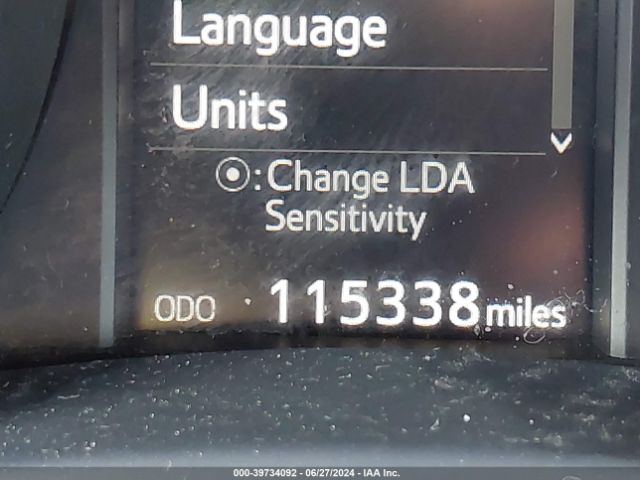 Language
Units
:Change LDA
Sensitivity
ODO 115338 miles
000-39734092 - 06/27/2024 - IAA Inc.